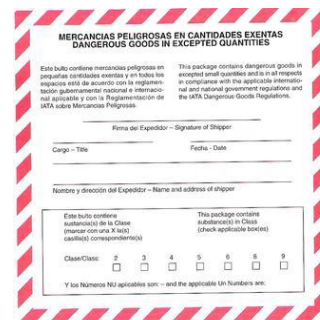 MERCANCIAS PELIGROSAS EN CANTIDADES EXENTAS
DANGEROUS GOODS IN EXCEPTED QUANTITIES
Este bulto contiene mercancías peligrosas en
pequeñas cantidades exentas y en todos los
espacios está de acuerdo con la reglamen-
tación gubernamental nacional e internacio-
nal aplicable y con la Reglamentación de
IATA sobre Mercancías Peligrosas.
This package contains dangerous goods in
excepted small quantities and is in all respects
in compliance with the applicable internatio-
nal and national government regulations and
the IATA Dangerous Goods Regulations.
Firma del Expedidor – Signature of Shipper
Cargo – Title
Fecha - Date
Nombre y dirección del Expedidor – Name and address of shipper
Este bulto contiene
sustancia(s) de la Clase
(marcar con una X la(s)
casilla(s) correspondiente(s)
This package contains
substance(s) in Class
(check applicable box(es)
Clase/Class: 2 3 4 5 6 8 9
Y los Números NU aplicables son: – and the applicable Un Numbers are: